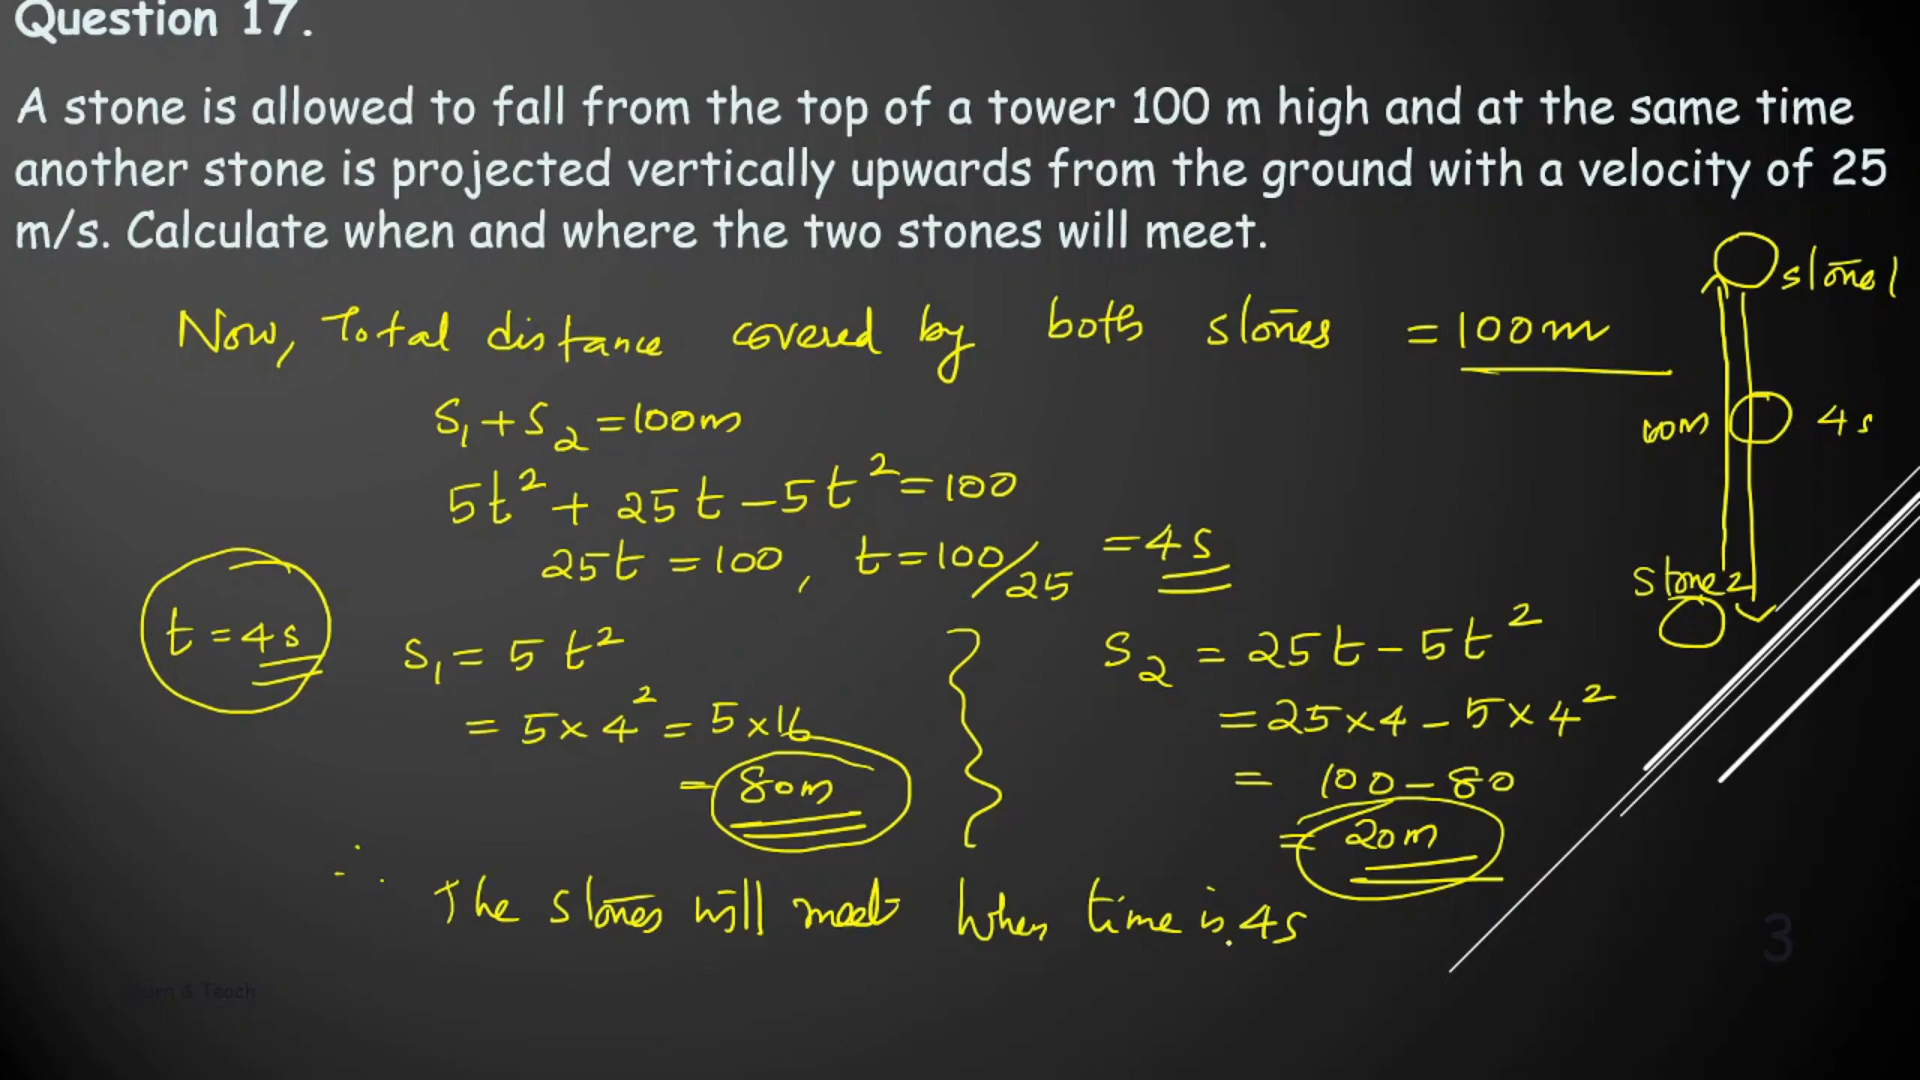 Question 17.
A stone is allowed to fall from the top of a tower 100 m high and at the same time
another stone is projected vertically upwards from the ground with a velocity of 25
m/s. Calculate when and where the two stones will meet.
stone 1
Now, Total distance covered by both stones = 100m
S₁ + S₂ = 100m
4s
5t² + 25t - 5t² = 100
25t = 100, t = 100/25 = 4s
Stone 2
t = 4s
S₁ = 5t²
= 5×4² = 5×16
= 80m
S₂ = 25t - 5t²
= 25×4 - 5×4²
= 100 - 80
= 20m
∴ The stones will meet when time is 4s
3
Learn & Teach